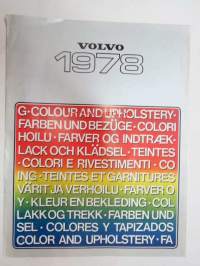 VOLVO
1978
G·COLOUR AND UPHOLSTERY·
FARBEN UND BEZÜGE·COLORI
HOILU·FARVER OG INDTRÆK·
LACK OCH KLÄDSEL·TEINTES
·COLORI E RIVESTIMENTI·CO
ING·TEINTES ET GARNITURES
VÄRIT JA VERHOILU·FARVER O
Y·KLEUR EN BEKLEDING·COL
LAKK OG TREKK·FARBEN UND
SEL·COLORES Y TAPIZADOS
COLOR AND UPHOLSTERY·FA